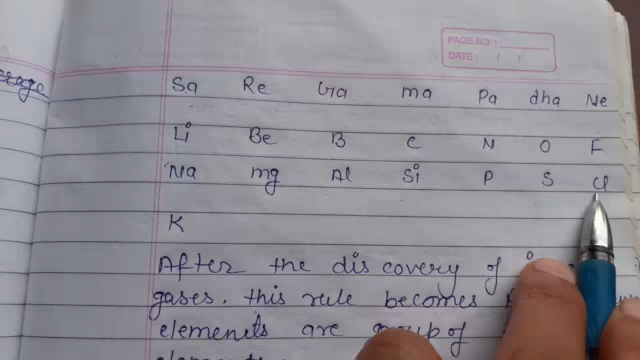 PAGE NO.:
DATE: / /
erage
Sa Re Ga ma Pa dha Ne
Li Be B C N O F
Na mg Al Si P S Cl
K
After the discovery of
gases. This rule becomes
elements are group of